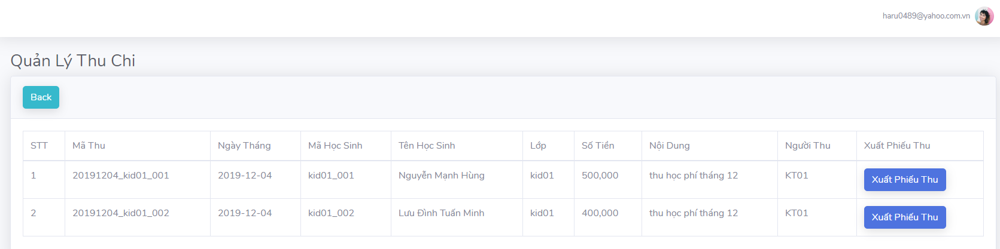 haru0489@yahoo.com.vn
Quản Lý Thu Chi
Back
STT Mã Thu Ngày Tháng Mã Học Sinh Tên Học Sinh Lớp Số Tiền Nội Dung Người Thu Xuất Phiếu Thu
1 20191204_kid01_001 2019-12-04 kid01_001 Nguyễn Mạnh Hùng kid01 500,000 thu học phí tháng 12 KT01 Xuất Phiếu Thu
2 20191204_kid01_002 2019-12-04 kid01_002 Lưu Đình Tuấn Minh kid01 400,000 thu học phí tháng 12 KT01 Xuất Phiếu Thu